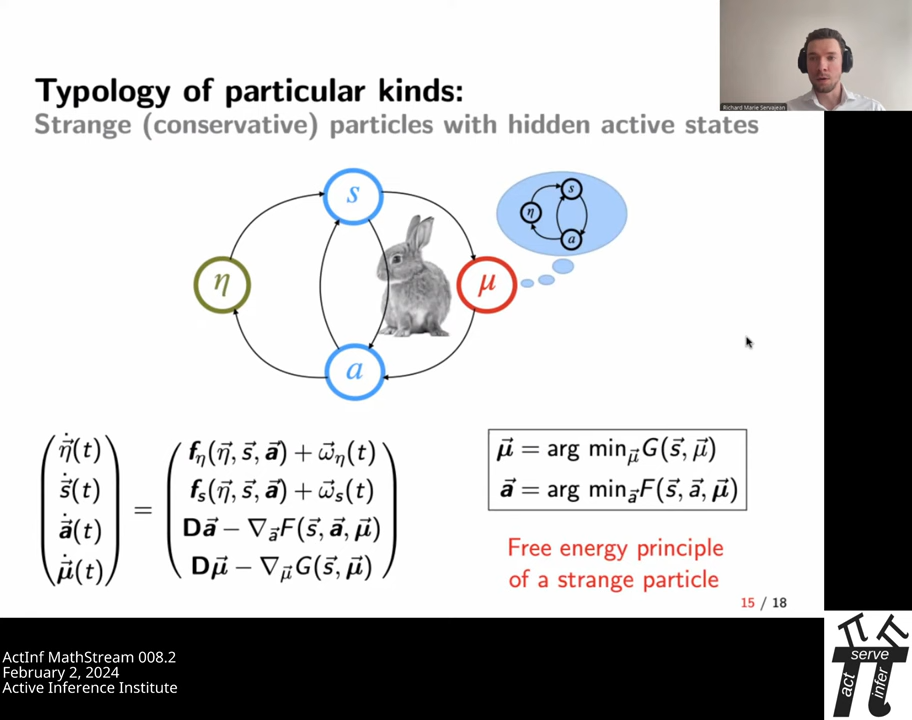 Richard Marie Servajean
Typology of particular kinds:
Strange (conservative) particles with hidden active states
s
η
μ
a
s
η
a
η̇⃗(t)
ṡ⃗(t)
ȧ⃗(t)
μ̇⃗(t)
=
f_η(η⃗, s⃗, a⃗) + ω⃗_η(t)
f_s(η⃗, s⃗, a⃗) + ω⃗_s(t)
Da⃗ − ∇_a⃗ F(s⃗, a⃗, μ⃗)
Dμ⃗ − ∇_μ⃗ G(s⃗, μ⃗)
μ⃗ = arg min_μ⃗ G(s⃗, μ⃗)
a⃗ = arg min_a⃗ F(s⃗, a⃗, μ⃗)
Free energy principle
of a strange particle
15 / 18
ActInf MathStream 008.2
February 2, 2024
Active Inference Institute
serve
act
infer